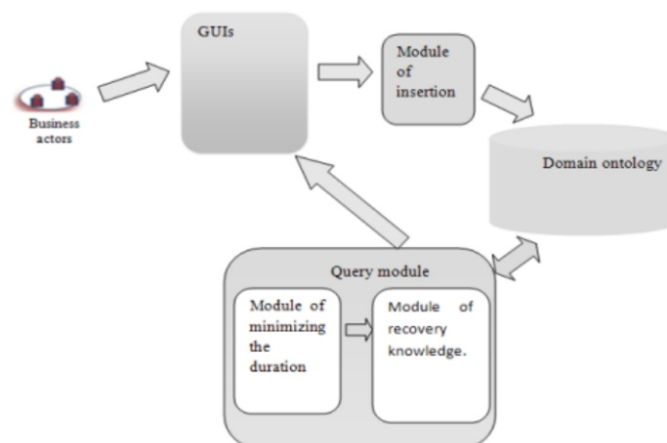 GUIs
Module
of
insertion
Business
actors
Domain ontology
Query module
Module of
minimizing
the
duration
Module of
recovery
knowledge.